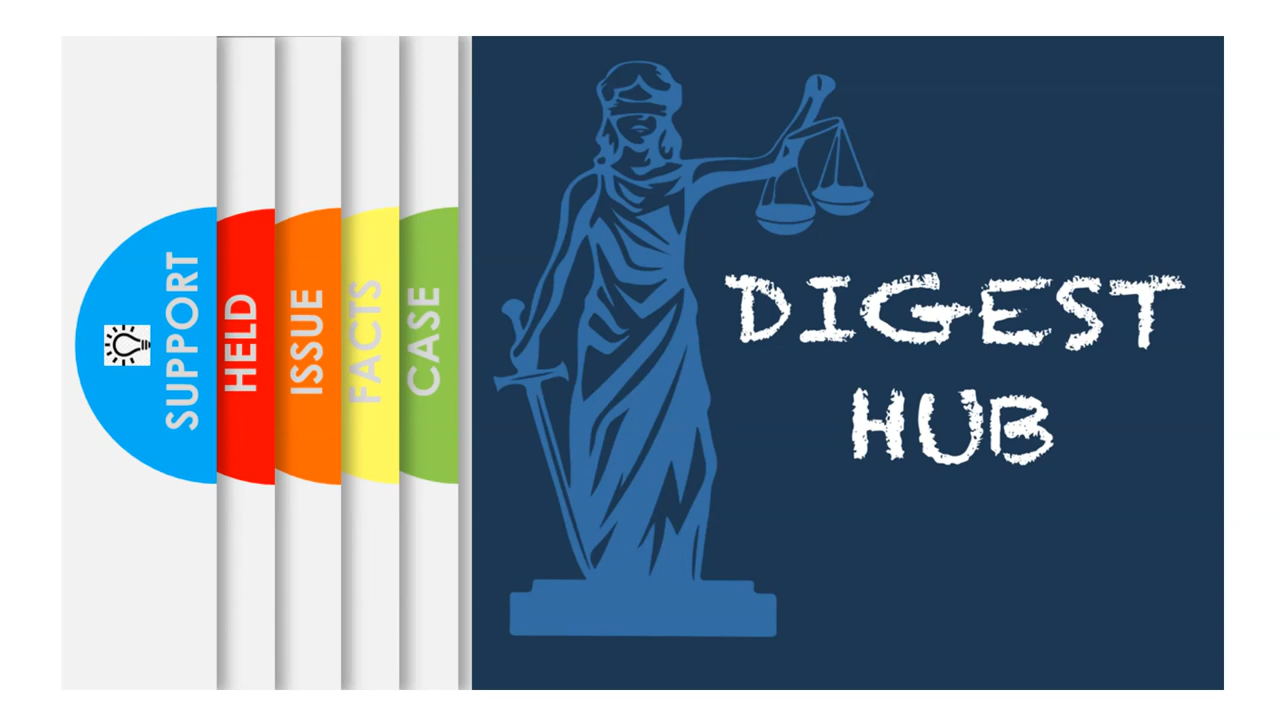 SUPPORT
HELD
ISSUE
FACTS
CASE
DIGEST
HUB